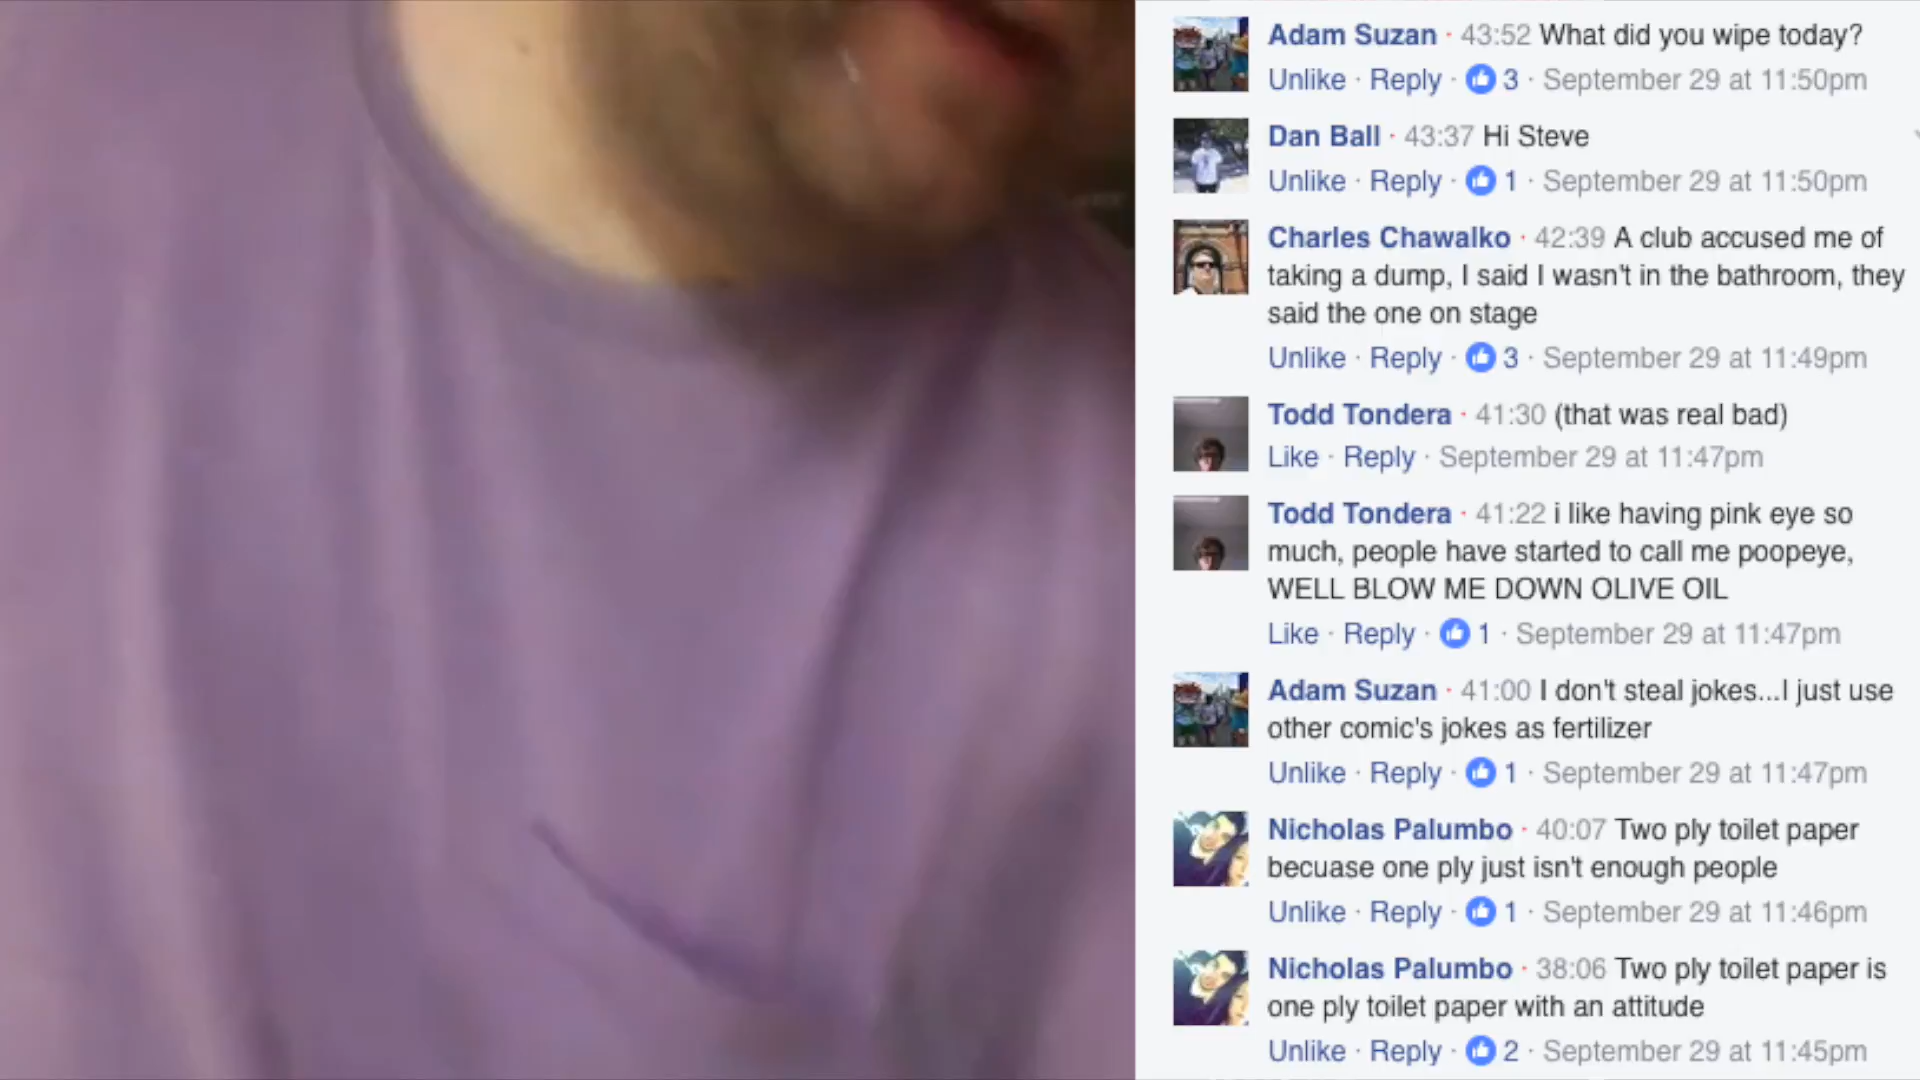 Adam Suzan · 43:52 What did you wipe today?
Unlike · Reply · 3 · September 29 at 11:50pm
Dan Ball · 43:37 Hi Steve
Unlike · Reply · 1 · September 29 at 11:50pm
Charles Chawalko · 42:39 A club accused me of
taking a dump, I said I wasn't in the bathroom, they
said the one on stage
Unlike · Reply · 3 · September 29 at 11:49pm
Todd Tondera · 41:30 (that was real bad)
Like · Reply · September 29 at 11:47pm
Todd Tondera · 41:22 i like having pink eye so
much, people have started to call me poopeye,
WELL BLOW ME DOWN OLIVE OIL
Like · Reply · 1 · September 29 at 11:47pm
Adam Suzan · 41:00 I don't steal jokes...I just use
other comic's jokes as fertilizer
Unlike · Reply · 1 · September 29 at 11:47pm
Nicholas Palumbo · 40:07 Two ply toilet paper
becuase one ply just isn't enough people
Unlike · Reply · 1 · September 29 at 11:46pm
Nicholas Palumbo · 38:06 Two ply toilet paper is
one ply toilet paper with an attitude
Unlike · Reply · 2 · September 29 at 11:45pm